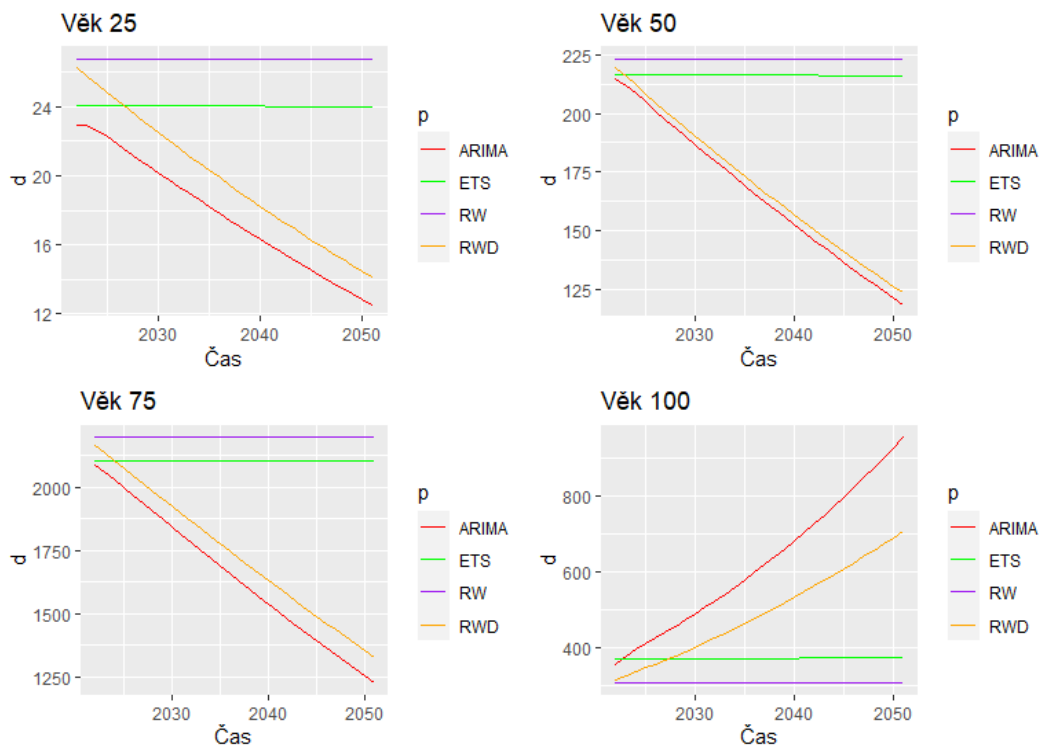 Věk 25
24
20
16
12
d
2030
2040
2050
Čas
p
ARIMA
ETS
RW
RWD
Věk 50
225
200
175
150
125
d
2030
2040
2050
Čas
p
ARIMA
ETS
RW
RWD
Věk 75
2000
1750
1500
1250
d
2030
2040
2050
Čas
p
ARIMA
ETS
RW
RWD
Věk 100
800
600
400
d
2030
2040
2050
Čas
p
ARIMA
ETS
RW
RWD